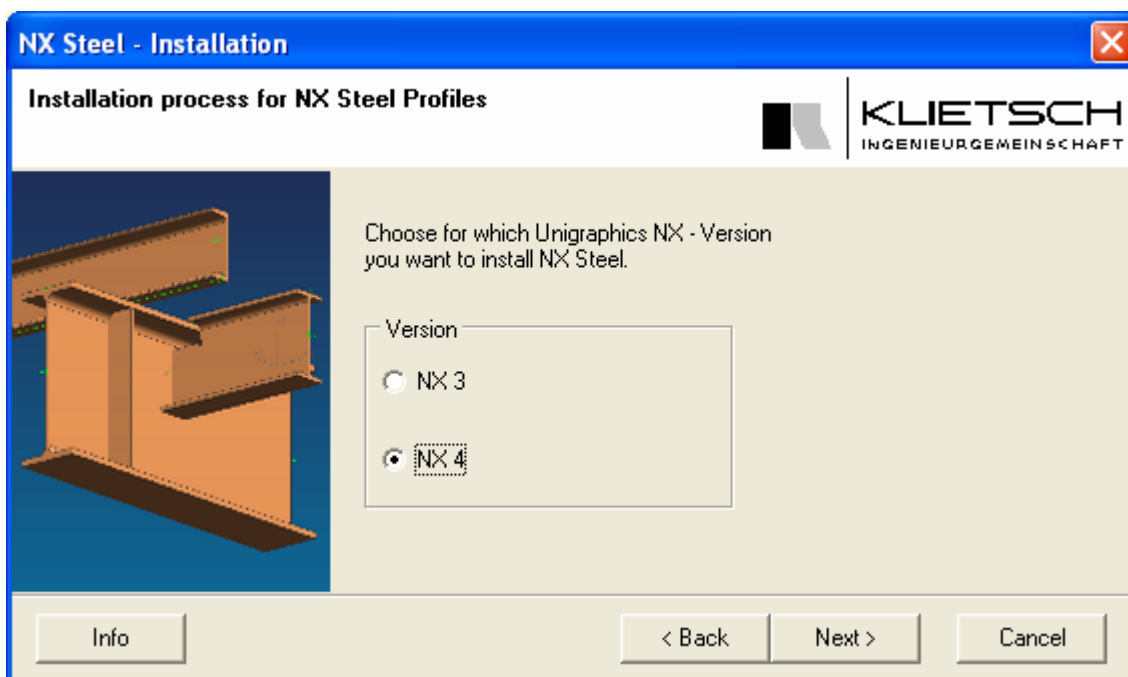 NX Steel - Installation
Installation process for NX Steel Profiles
KLIETSCH
INGENIEURGEMEINSCHAFT
Choose for which Unigraphics NX - Version
you want to install NX Steel.
Version
NX 3
NX 4
Info
< Back
Next >
Cancel